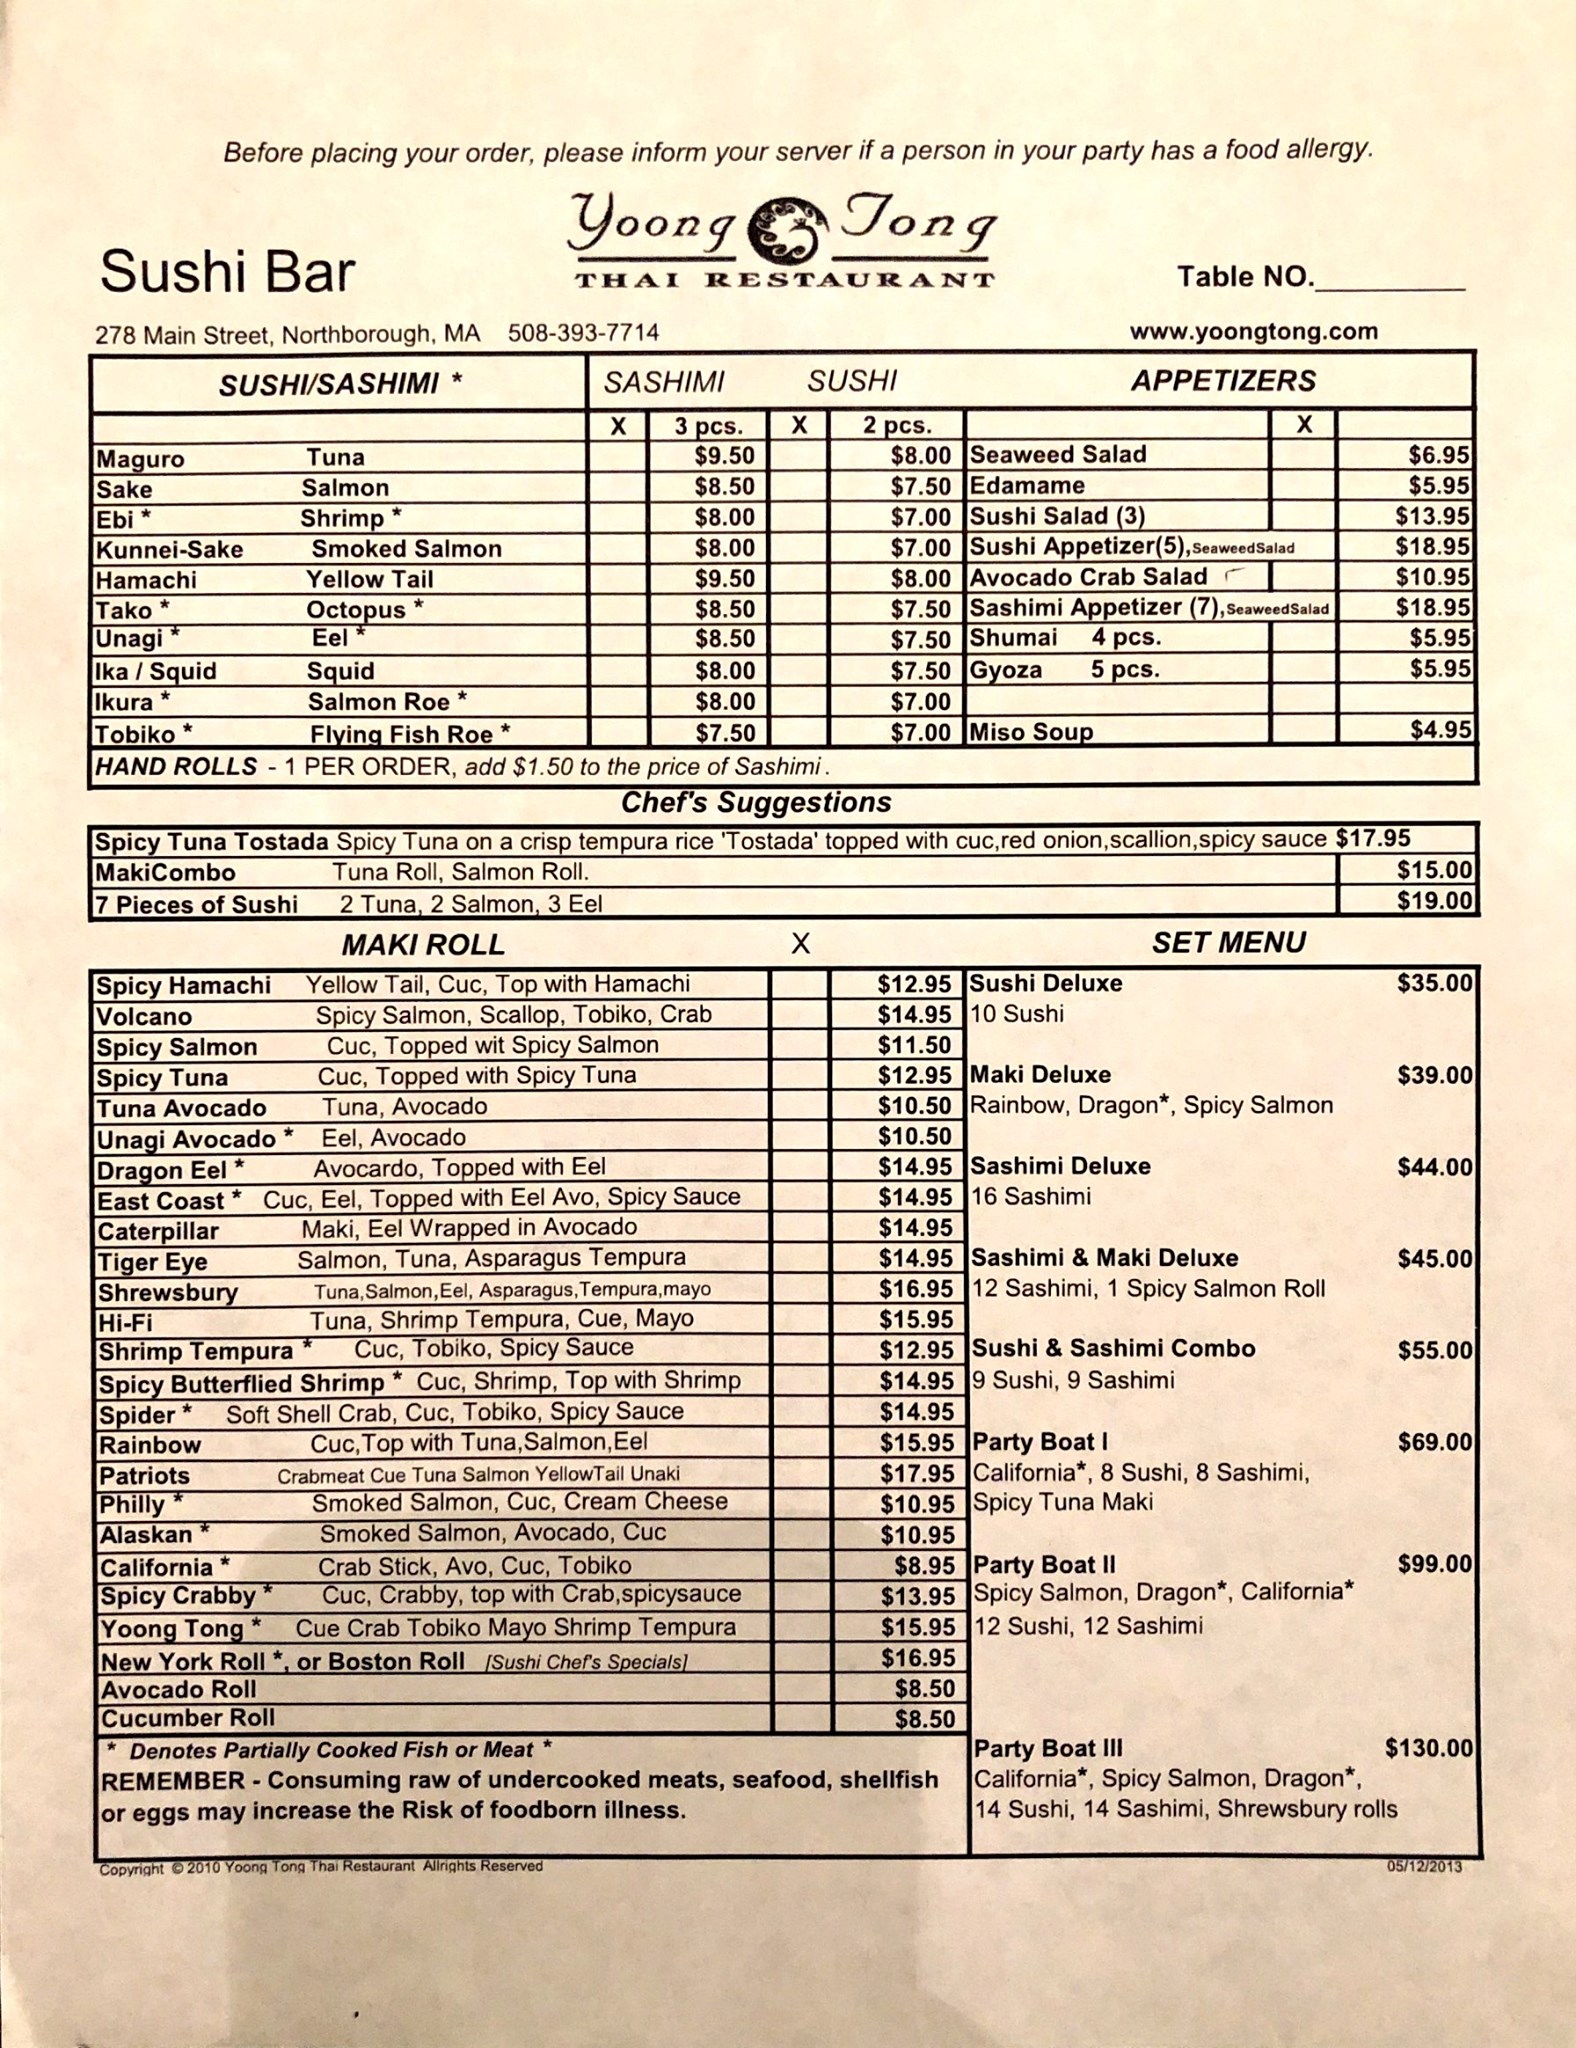 Before placing your order, please inform your server if a person in your party has a food allergy.
Yoong Tong
THAI RESTAURANT
Sushi Bar
Table NO.
278 Main Street, Northborough, MA 508-393-7714
www.yoongtong.com
SUSHI/SASHIMI * SASHIMI SUSHI APPETIZERS
X 3 pcs. X 2 pcs. X
Maguro Tuna $9.50 $8.00 Seaweed Salad $6.95
Sake Salmon $8.50 $7.50 Edamame $5.95
Ebi * Shrimp * $8.00 $7.00 Sushi Salad (3) $13.95
Kunnei-Sake Smoked Salmon $8.00 $7.00 Sushi Appetizer(5),SeaweedSalad $18.95
Hamachi Yellow Tail $9.50 $8.00 Avocado Crab Salad $10.95
Tako * Octopus * $8.50 $7.50 Sashimi Appetizer (7),SeaweedSalad $18.95
Unagi * Eel * $8.50 $7.50 Shumai 4 pcs. $5.95
Ika / Squid Squid $8.00 $7.50 Gyoza 5 pcs. $5.95
Ikura * Salmon Roe * $8.00 $7.00
Tobiko * Flying Fish Roe * $7.50 $7.00 Miso Soup $4.95
HAND ROLLS - 1 PER ORDER, add $1.50 to the price of Sashimi.
Chef's Suggestions
Spicy Tuna Tostada Spicy Tuna on a crisp tempura rice 'Tostada' topped with cuc,red onion,scallion,spicy sauce $17.95
MakiCombo Tuna Roll, Salmon Roll. $15.00
7 Pieces of Sushi 2 Tuna, 2 Salmon, 3 Eel $19.00
MAKI ROLL X
Spicy Hamachi Yellow Tail, Cuc, Top with Hamachi $12.95
Volcano Spicy Salmon, Scallop, Tobiko, Crab $14.95
Spicy Salmon Cuc, Topped wit Spicy Salmon $11.50
Spicy Tuna Cuc, Topped with Spicy Tuna $12.95
Tuna Avocado Tuna, Avocado $10.50
Unagi Avocado * Eel, Avocado $10.50
Dragon Eel * Avocardo, Topped with Eel $14.95
East Coast * Cuc, Eel, Topped with Eel Avo, Spicy Sauce $14.95
Caterpillar Maki, Eel Wrapped in Avocado $14.95
Tiger Eye Salmon, Tuna, Asparagus Tempura $14.95
Shrewsbury Tuna,Salmon,Eel, Asparagus,Tempura,mayo $16.95
Hi-Fi Tuna, Shrimp Tempura, Cue, Mayo $15.95
Shrimp Tempura * Cuc, Tobiko, Spicy Sauce $12.95
Spicy Butterflied Shrimp * Cuc, Shrimp, Top with Shrimp $14.95
Spider * Soft Shell Crab, Cuc, Tobiko, Spicy Sauce $14.95
Rainbow Cuc,Top with Tuna,Salmon,Eel $15.95
Patriots Crabmeat Cue Tuna Salmon YellowTail Unaki $17.95
Philly * Smoked Salmon, Cuc, Cream Cheese $10.95
Alaskan * Smoked Salmon, Avocado, Cuc $10.95
California * Crab Stick, Avo, Cuc, Tobiko $8.95
Spicy Crabby * Cuc, Crabby, top with Crab,spicysauce $13.95
Yoong Tong * Cue Crab Tobiko Mayo Shrimp Tempura $15.95
New York Roll *, or Boston Roll [Sushi Chef's Specials] $16.95
Avocado Roll $8.50
Cucumber Roll $8.50
* Denotes Partially Cooked Fish or Meat *
REMEMBER - Consuming raw of undercooked meats, seafood, shellfish
or eggs may increase the Risk of foodborn illness.
SET MENU
Sushi Deluxe $35.00
10 Sushi
Maki Deluxe $39.00
Rainbow, Dragon*, Spicy Salmon
Sashimi Deluxe $44.00
16 Sashimi
Sashimi & Maki Deluxe $45.00
12 Sashimi, 1 Spicy Salmon Roll
Sushi & Sashimi Combo $55.00
9 Sushi, 9 Sashimi
Party Boat I $69.00
California*, 8 Sushi, 8 Sashimi,
Spicy Tuna Maki
Party Boat II $99.00
Spicy Salmon, Dragon*, California*
12 Sushi, 12 Sashimi
Party Boat III $130.00
California*, Spicy Salmon, Dragon*,
14 Sushi, 14 Sashimi, Shrewsbury rolls
Copyright © 2010 Yoong Tong Thai Restaurant Allrights Reserved
05/12/2013